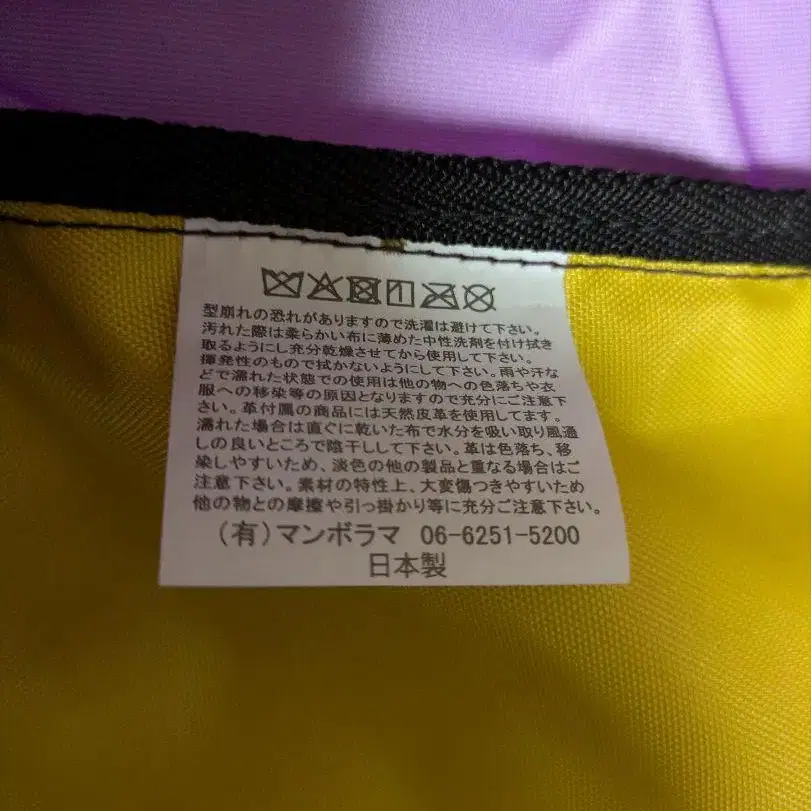 型崩れの恐れがありますので洗濯は避けて下さい。
汚れた際は柔らかい布に薄めた中性洗剤を付け拭き
取るようにし充分乾燥させてから使用して下さい。
揮発性のもので拭かないようにして下さい。雨や汗な
どで濡れた状態での使用は他の物への色落ちや衣
服への移染等の原因となりますので充分にご注意下
さい。革付属の商品には天然皮革を使用してます。
濡れた場合は直ぐに乾いた布で水分を吸い取り風通
しの良いところで陰干しして下さい。革は色落ち、移
染しやすいため、淡色の他の製品と重なる場合はご
注意下さい。素材の特性上、大変傷つきやすいため
他の物との摩擦や引っ掛かり等に充分ご注意下さい。
(有)マンボラマ 06-6251-5200
日本製